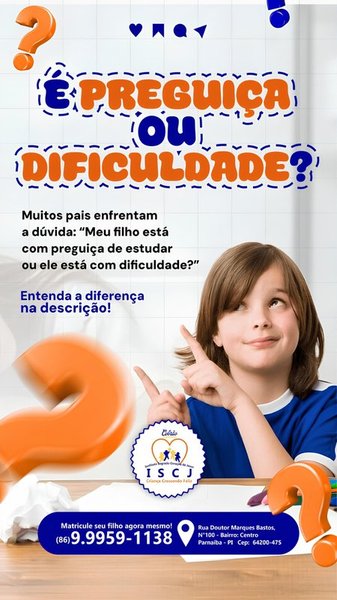 É PREGUIÇA
OU
DIFICULDADE?
Muitos pais enfrentam
a dúvida: “Meu filho está
com preguiça de estudar
ou ele está com dificuldade?”
Entenda a diferença
na descrição!
Colégio
I S C J
Criança Crescendo Feliz
Matricule seu filho agora mesmo!
(86) 9.9959-1138
Rua Doutor Marques Bastos,
N°100 - Bairro: Centro
Parnaíba - PI Cep: 64200-475